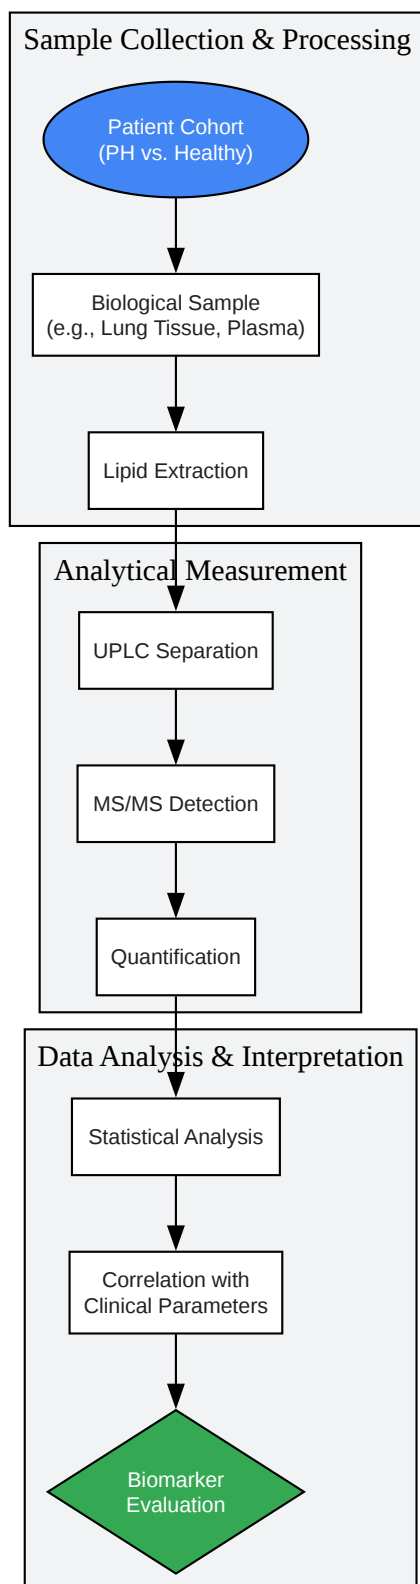 Sample Collection & Processing
Patient Cohort
(PH vs. Healthy)
Biological Sample
(e.g., Lung Tissue, Plasma)
Lipid Extraction
Analytical Measurement
UPLC Separation
MS/MS Detection
Quantification
Data Analysis & Interpretation
Statistical Analysis
Correlation with
Clinical Parameters
Biomarker
Evaluation